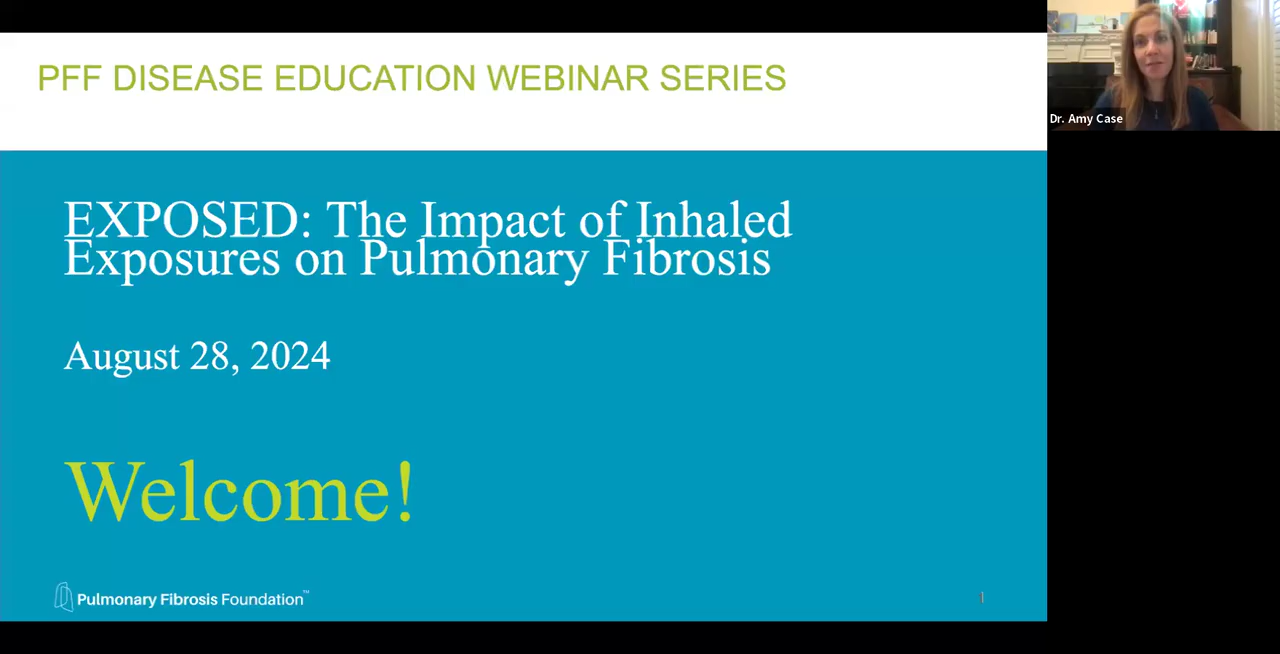 PFF DISEASE EDUCATION WEBINAR SERIES
Dr. Amy Case
EXPOSED: The Impact of Inhaled
Exposures on Pulmonary Fibrosis
August 28, 2024
Welcome!
Pulmonary Fibrosis Foundation™
1